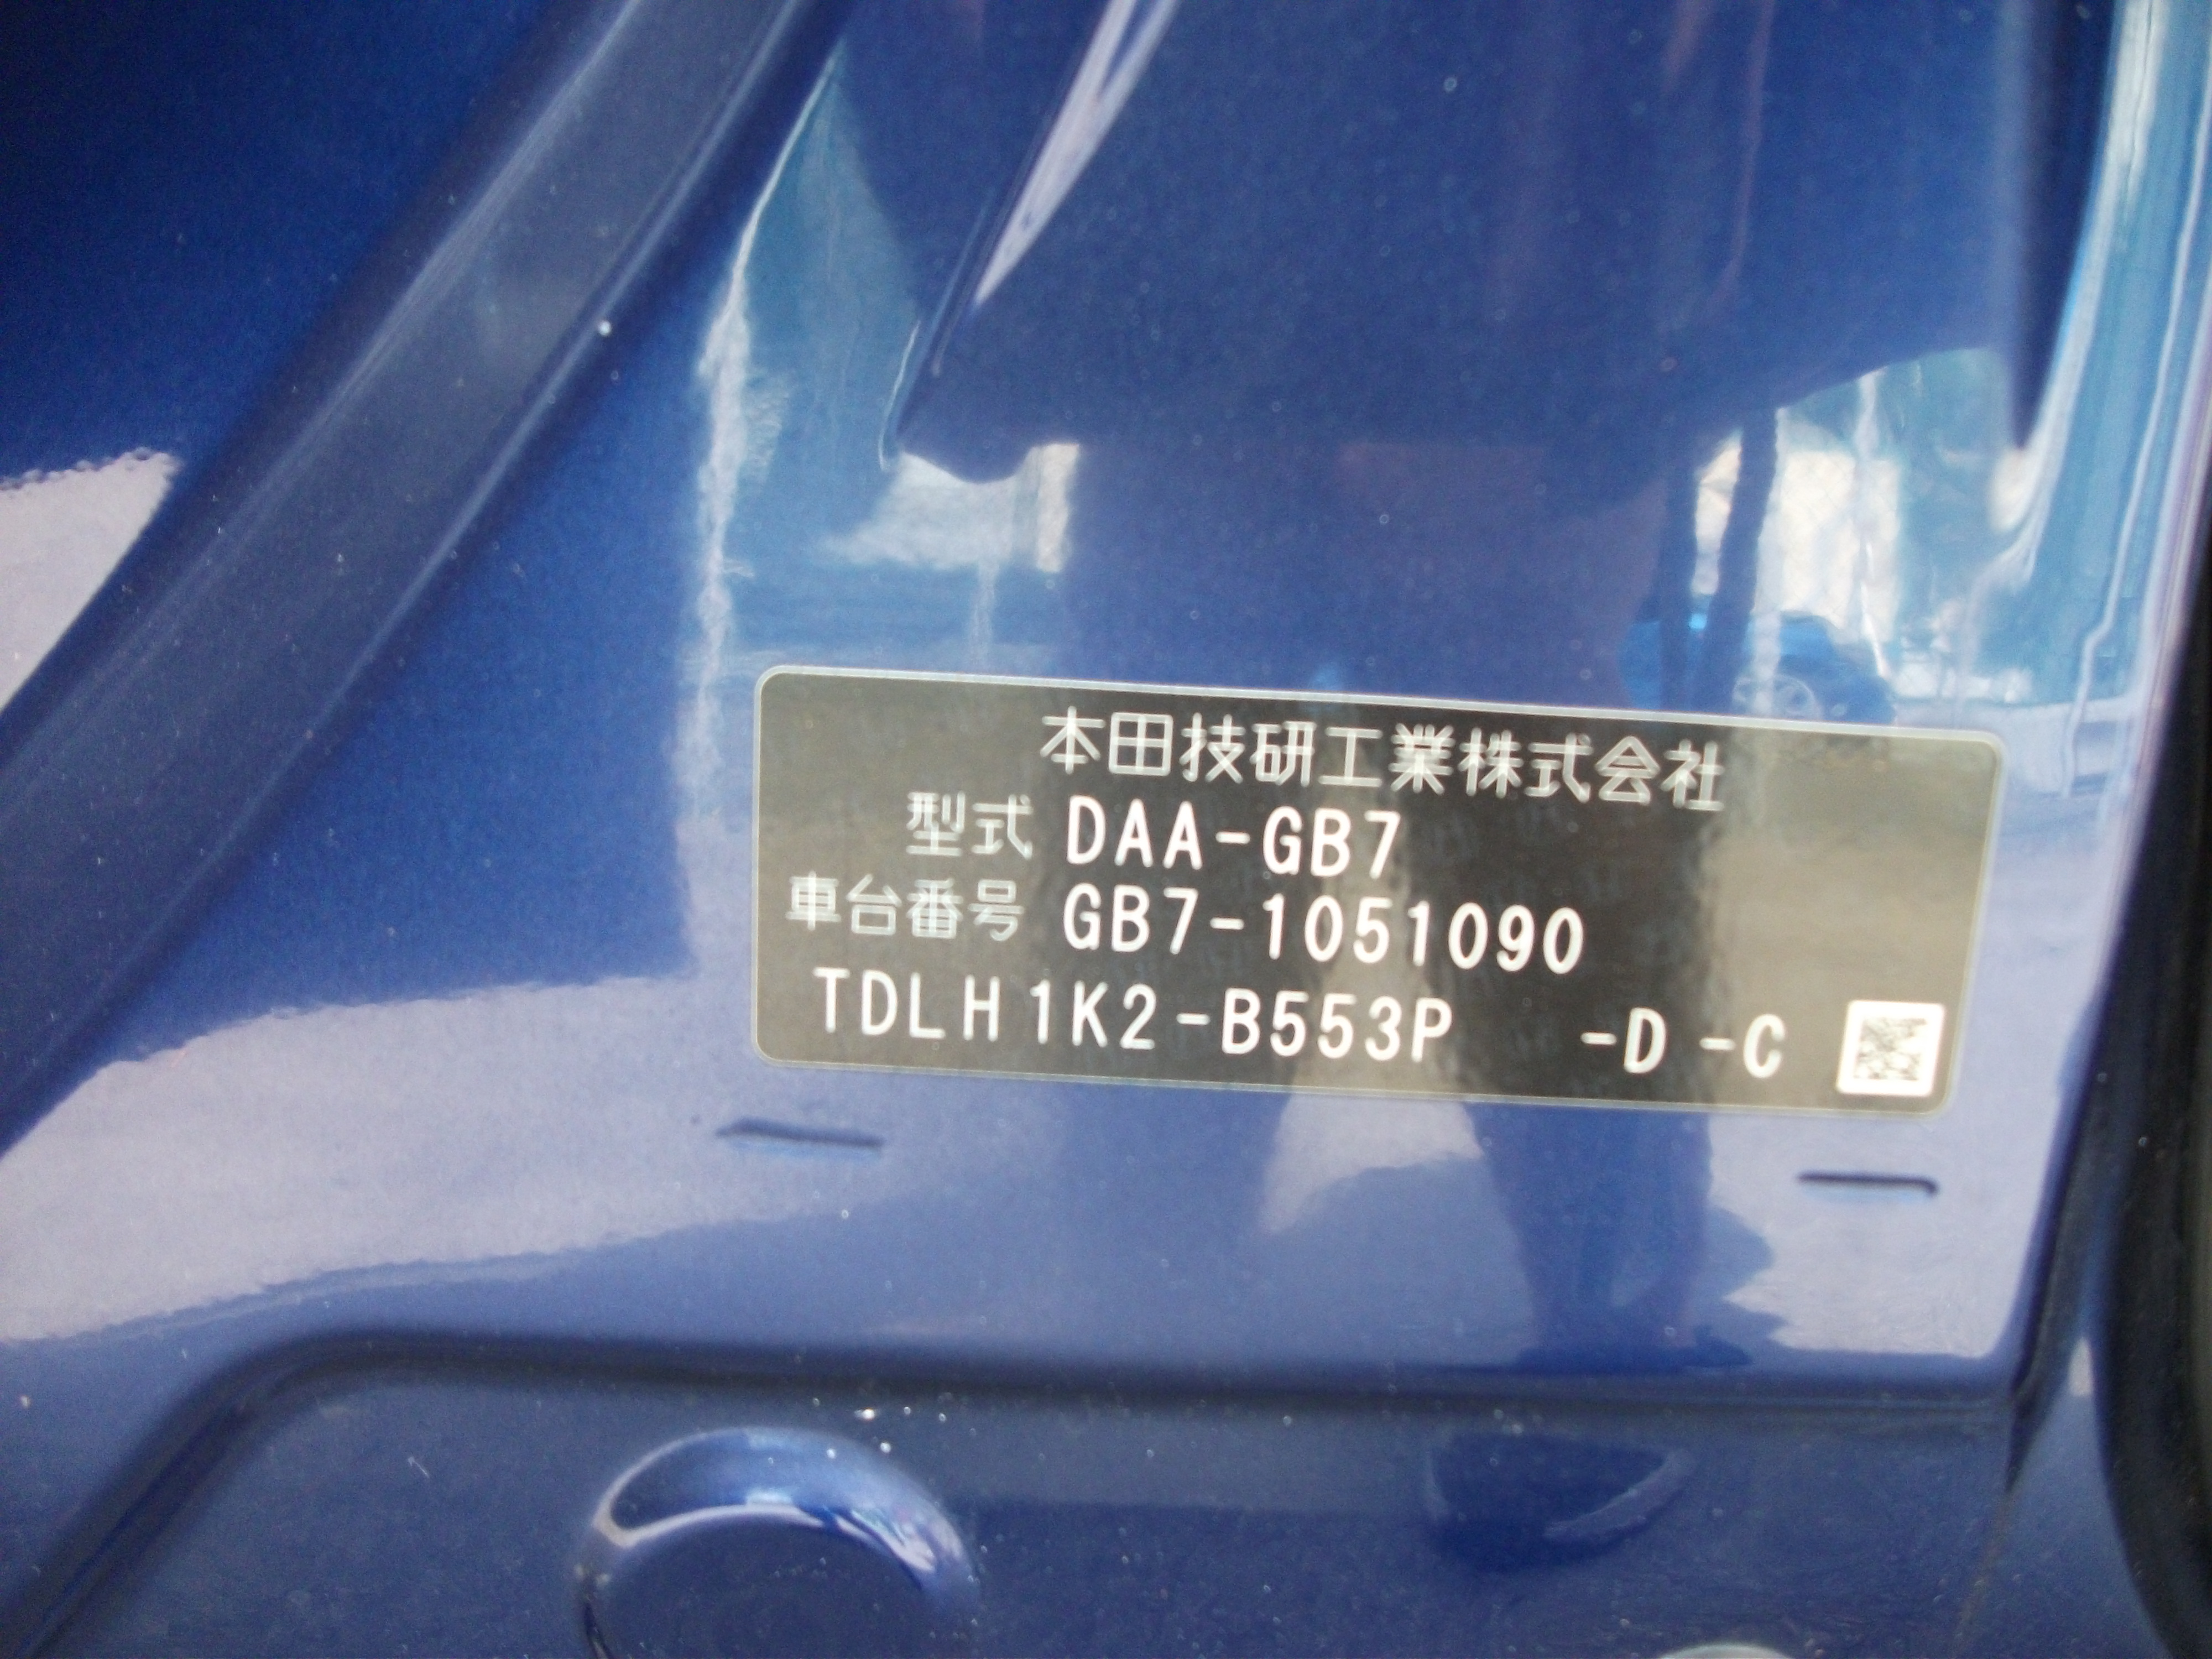 本田技研工業株式会社
型式 DAA-GB7
車台番号 GB7-1051090
TDLH1K2-B553P -D -C